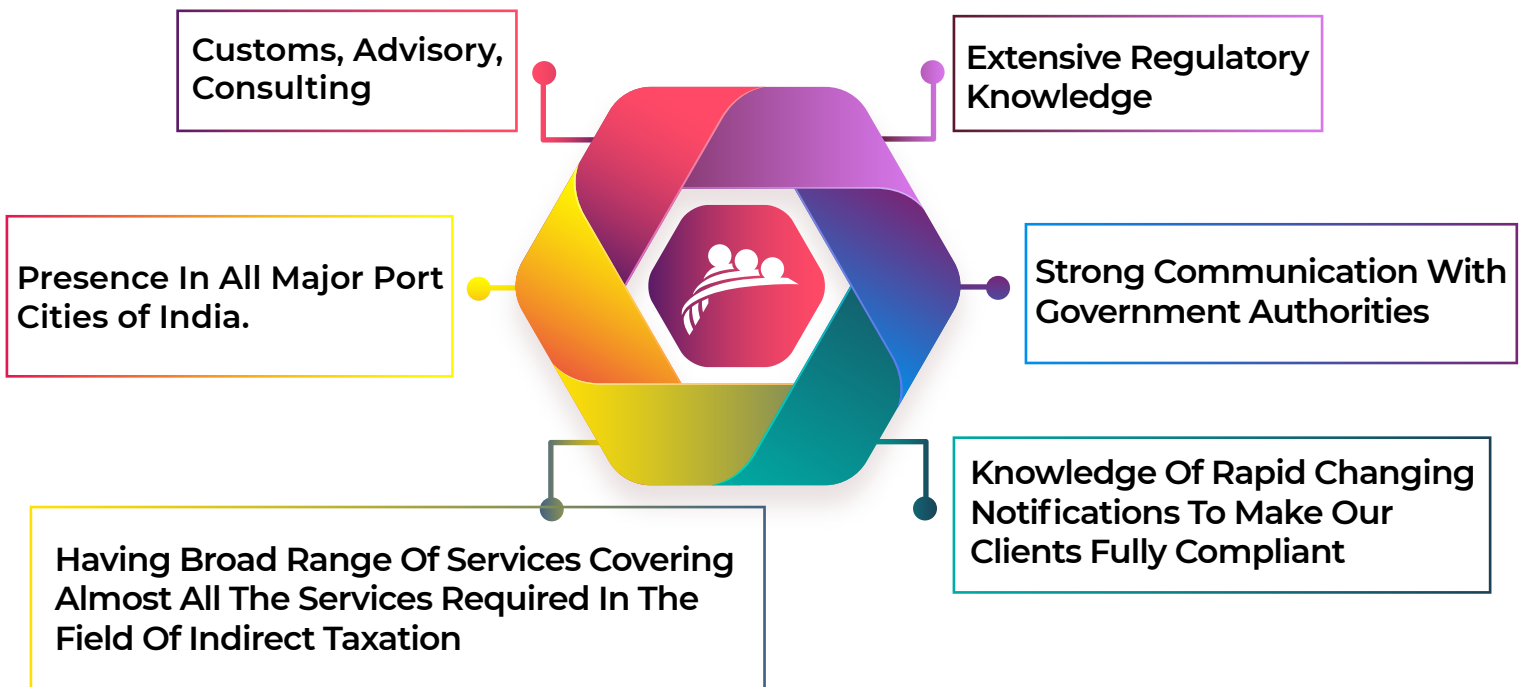 Customs, Advisory,
Consulting
Extensive Regulatory
Knowledge
Presence In All Major Port
Cities of India.
Strong Communication With
Government Authorities
Having Broad Range Of Services Covering
Almost All The Services Required In The
Field Of Indirect Taxation
Knowledge Of Rapid Changing
Notifications To Make Our
Clients Fully Compliant